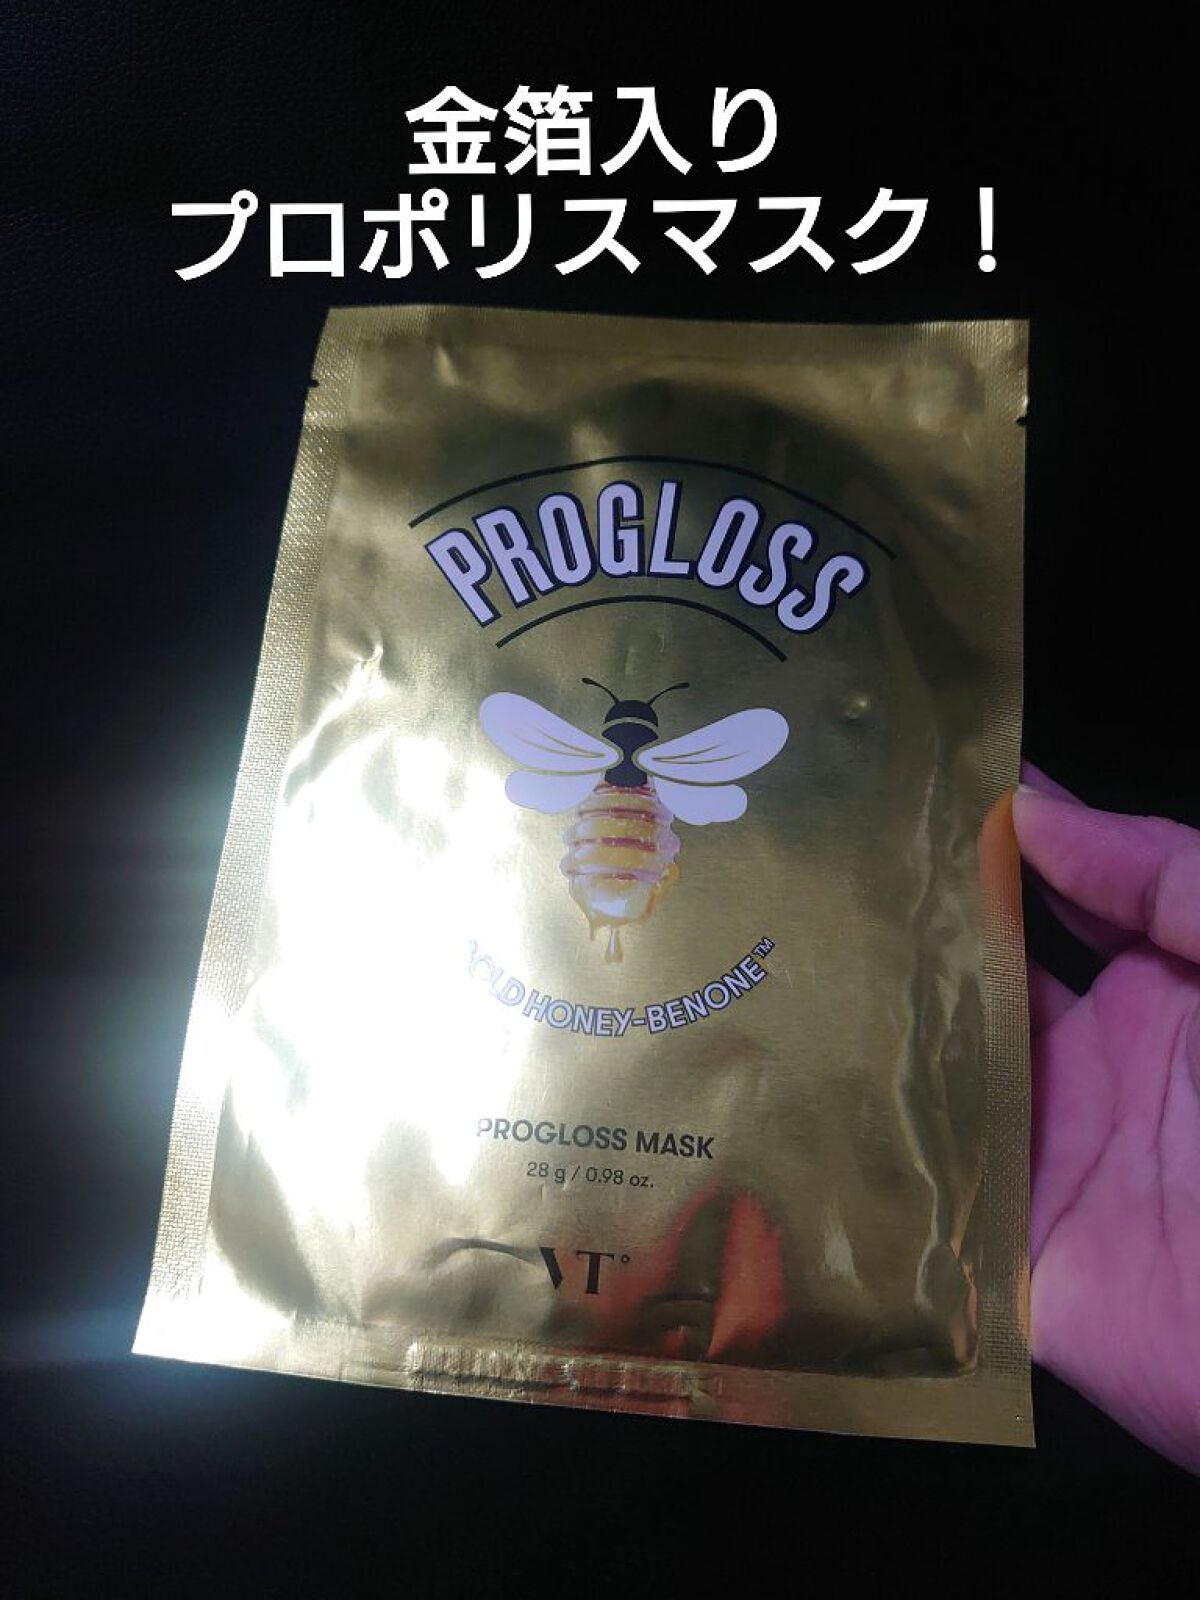 金箔入り
プロポリスマスク！
PROGLOSS
GOLD HONEY-BENONE™
PROGLOSS MASK
28 g / 0.98 oz.
VT°